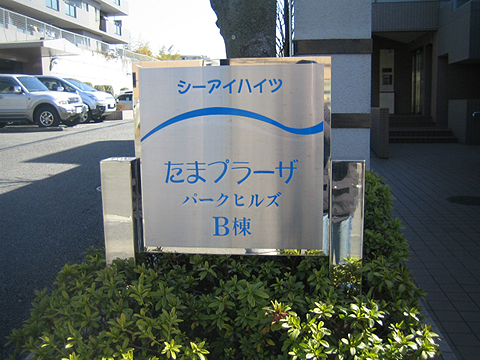 シーアイハイツ
たまプラーザ
パークヒルズ
B棟